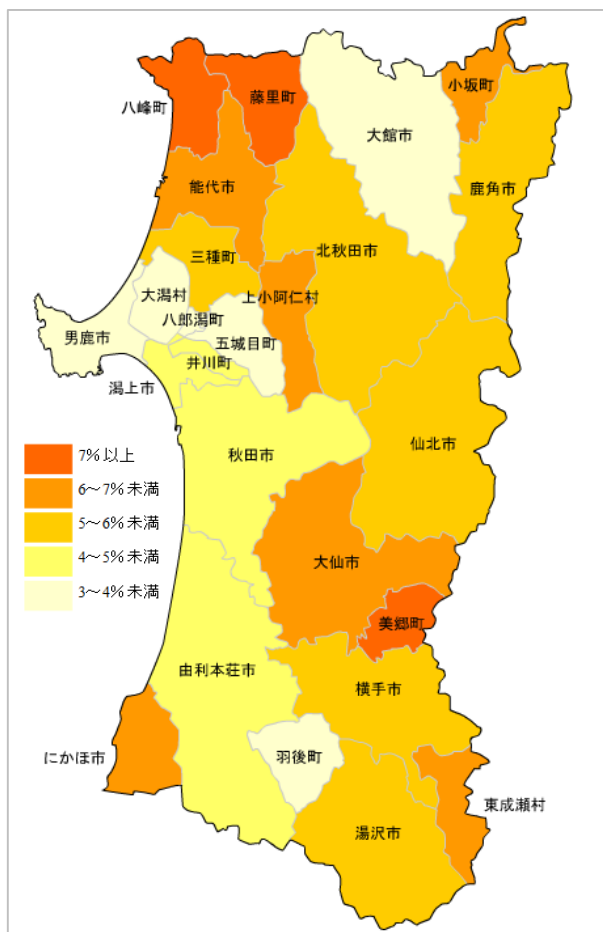 小坂町
藤里町
八峰町
大館市
鹿角市
能代市
北秋田市
三種町
大潟村
上小阿仁村
八郎潟町
男鹿市
五城目町
井川町
潟上市
仙北市
秋田市
7%以上
6～7%未満
5～6%未満
4～5%未満
3～4%未満
大仙市
美郷町
由利本荘市
横手市
にかほ市
羽後町
東成瀬村
湯沢市